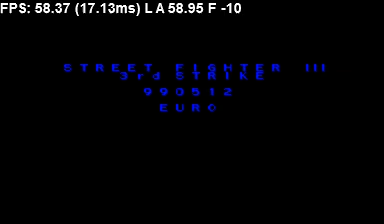 FPS: 58.37 (17.13ms) L A 58.95 F -10
STREET FIGHTER III
3rd STRIKE
990512
EURO